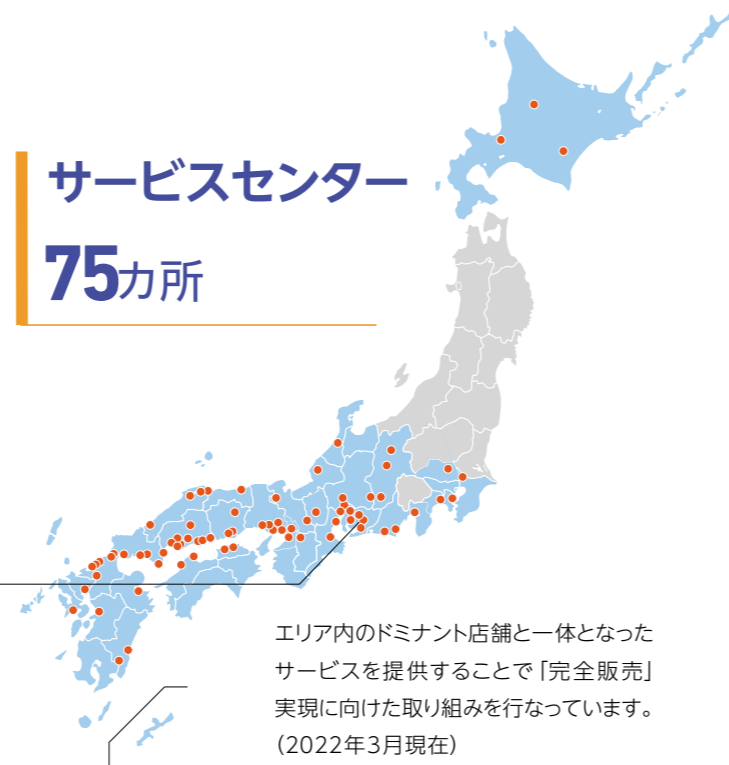 サービスセンター
75カ所
エリア内のドミナント店舗と一体となった
サービスを提供することで「完全販売」
実現に向けた取り組みを行なっています。
(2022年3月現在)